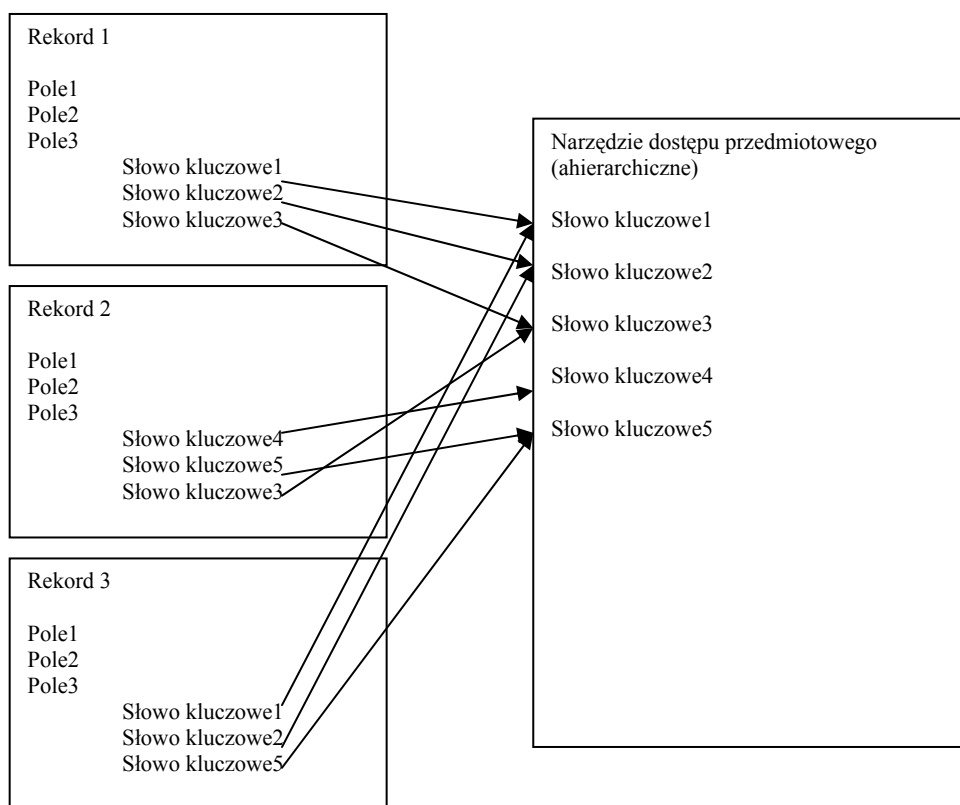 Rekord 1
Pole1
Pole2
Pole3
Słowo kluczowe1
Słowo kluczowe2
Słowo kluczowe3
Rekord 2
Pole1
Pole2
Pole3
Słowo kluczowe4
Słowo kluczowe5
Słowo kluczowe3
Rekord 3
Pole1
Pole2
Pole3
Słowo kluczowe1
Słowo kluczowe2
Słowo kluczowe5
Narzędzie dostępu przedmiotowego
(ahierarchiczne)
Słowo kluczowe1
Słowo kluczowe2
Słowo kluczowe3
Słowo kluczowe4
Słowo kluczowe5